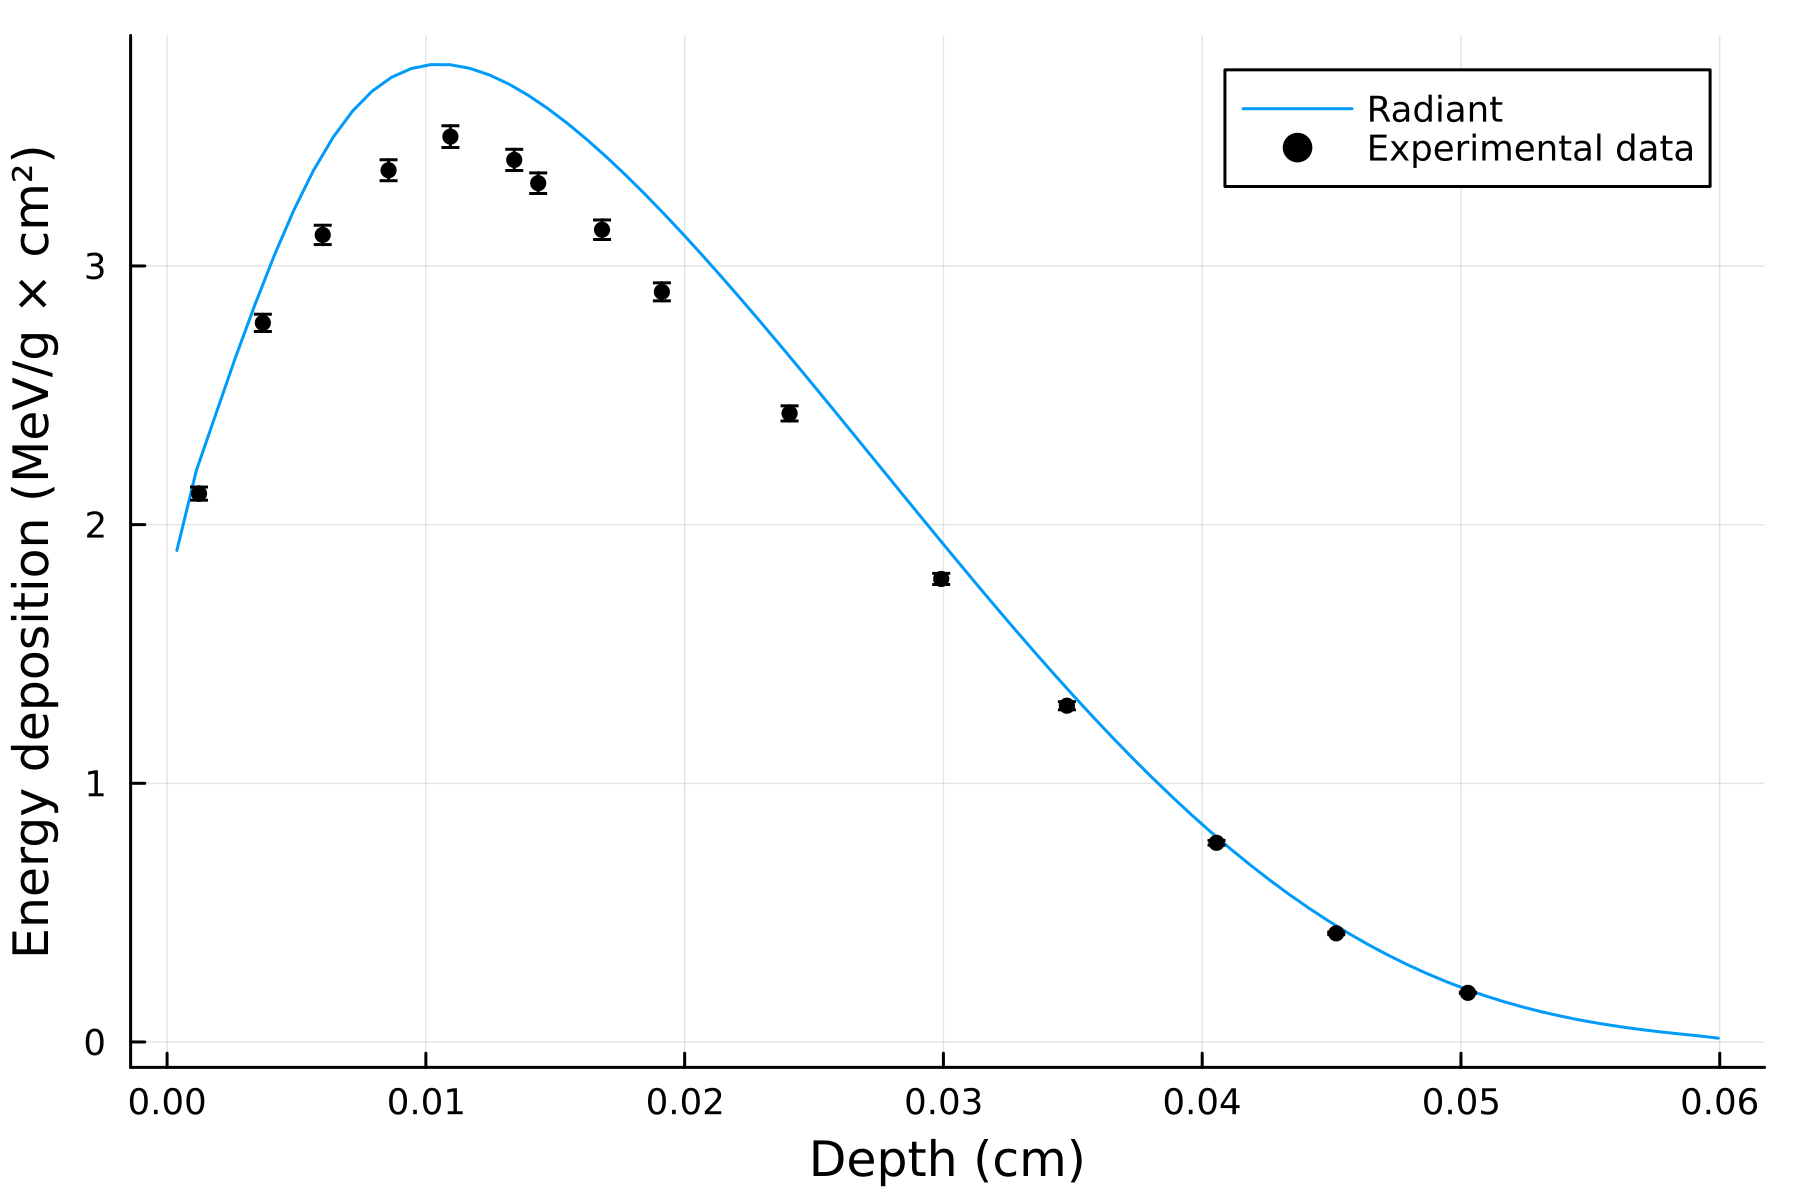 Energy deposition (MeV/g × cm²)
3
2
1
0
0.00 0.01 0.02 0.03 0.04 0.05 0.06
Depth (cm)
Radiant
Experimental data